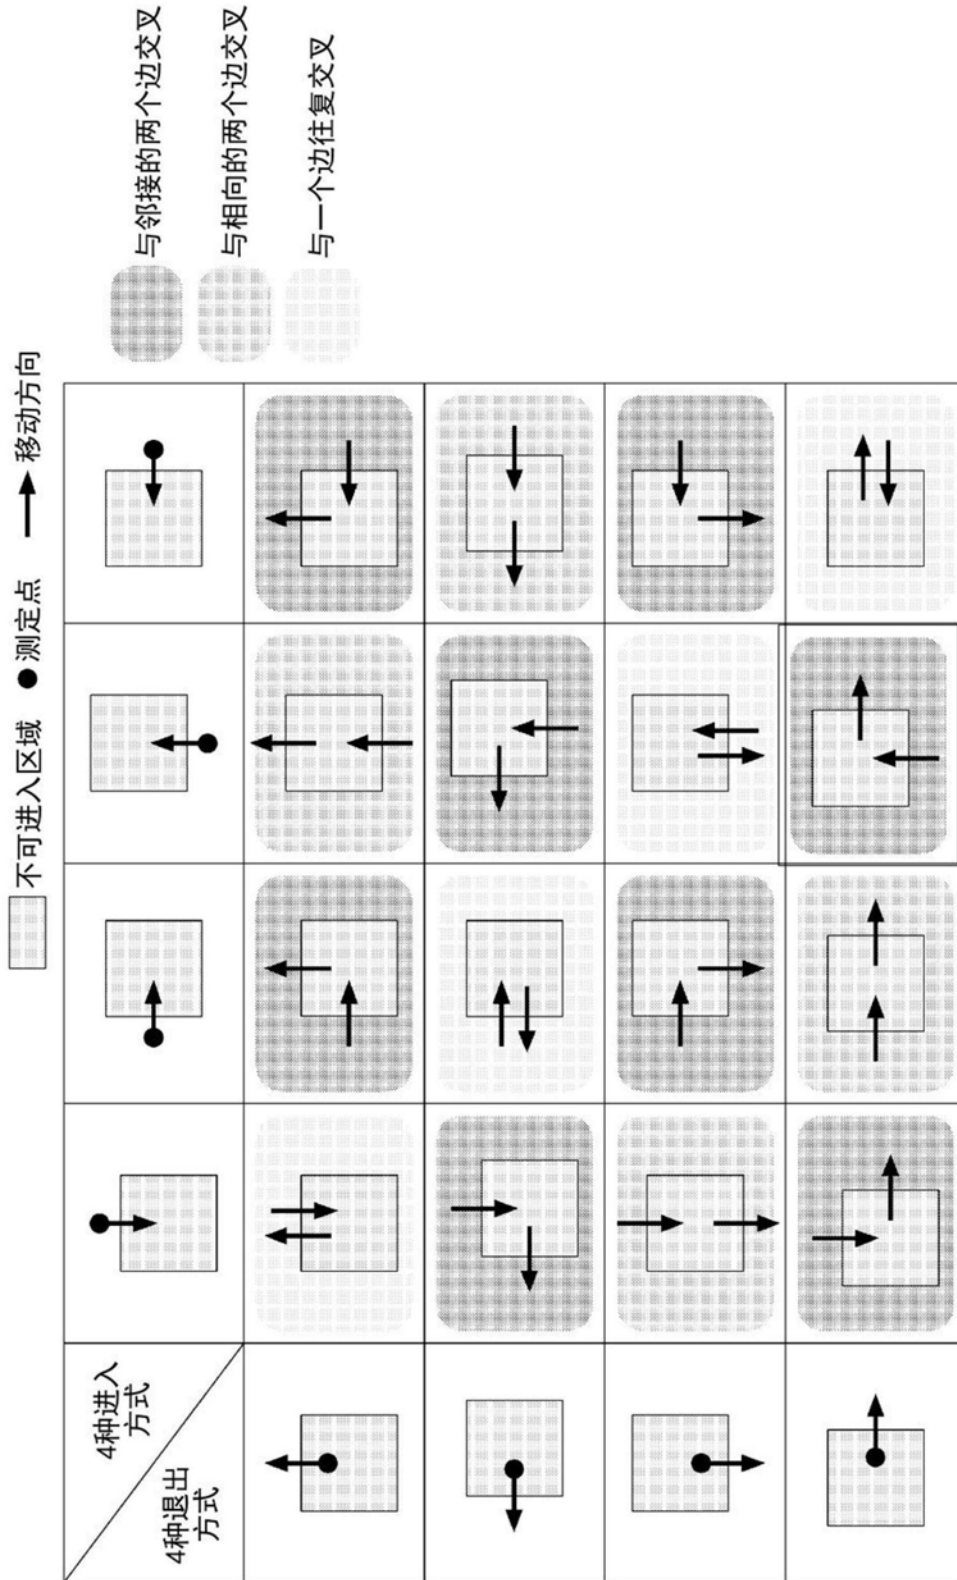 不可进入区域 测定点 移动方向
4种进入
方式
4种退出
方式
与邻接的两个边交叉
与相向的两个边交叉
与一个边往复交叉